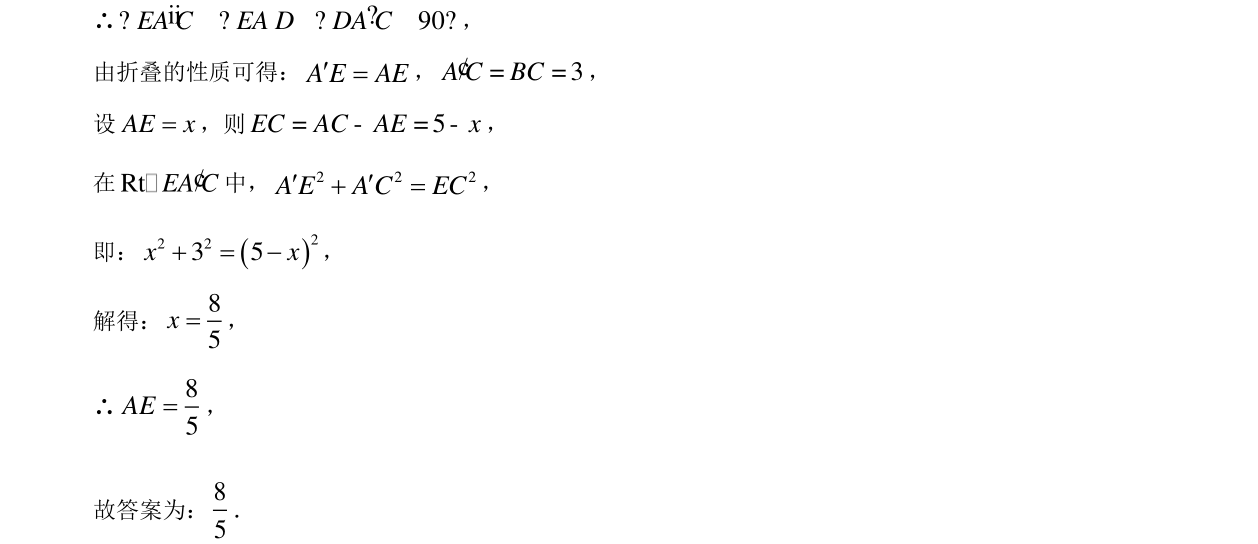 ∴? EA¡¡C ? EA D ? DA?C 90?，
由折叠的性质可得：A′E = AE，A¢C = BC = 3，
设 AE = x，则 EC = AC - AE = 5 - x，
在 Rt□ EA¢C 中，A′E² + A′C² = EC²，
即：x² + 3² = (5 − x)²，
解得：x = 8/5，
∴ AE = 8/5，
故答案为：8/5．